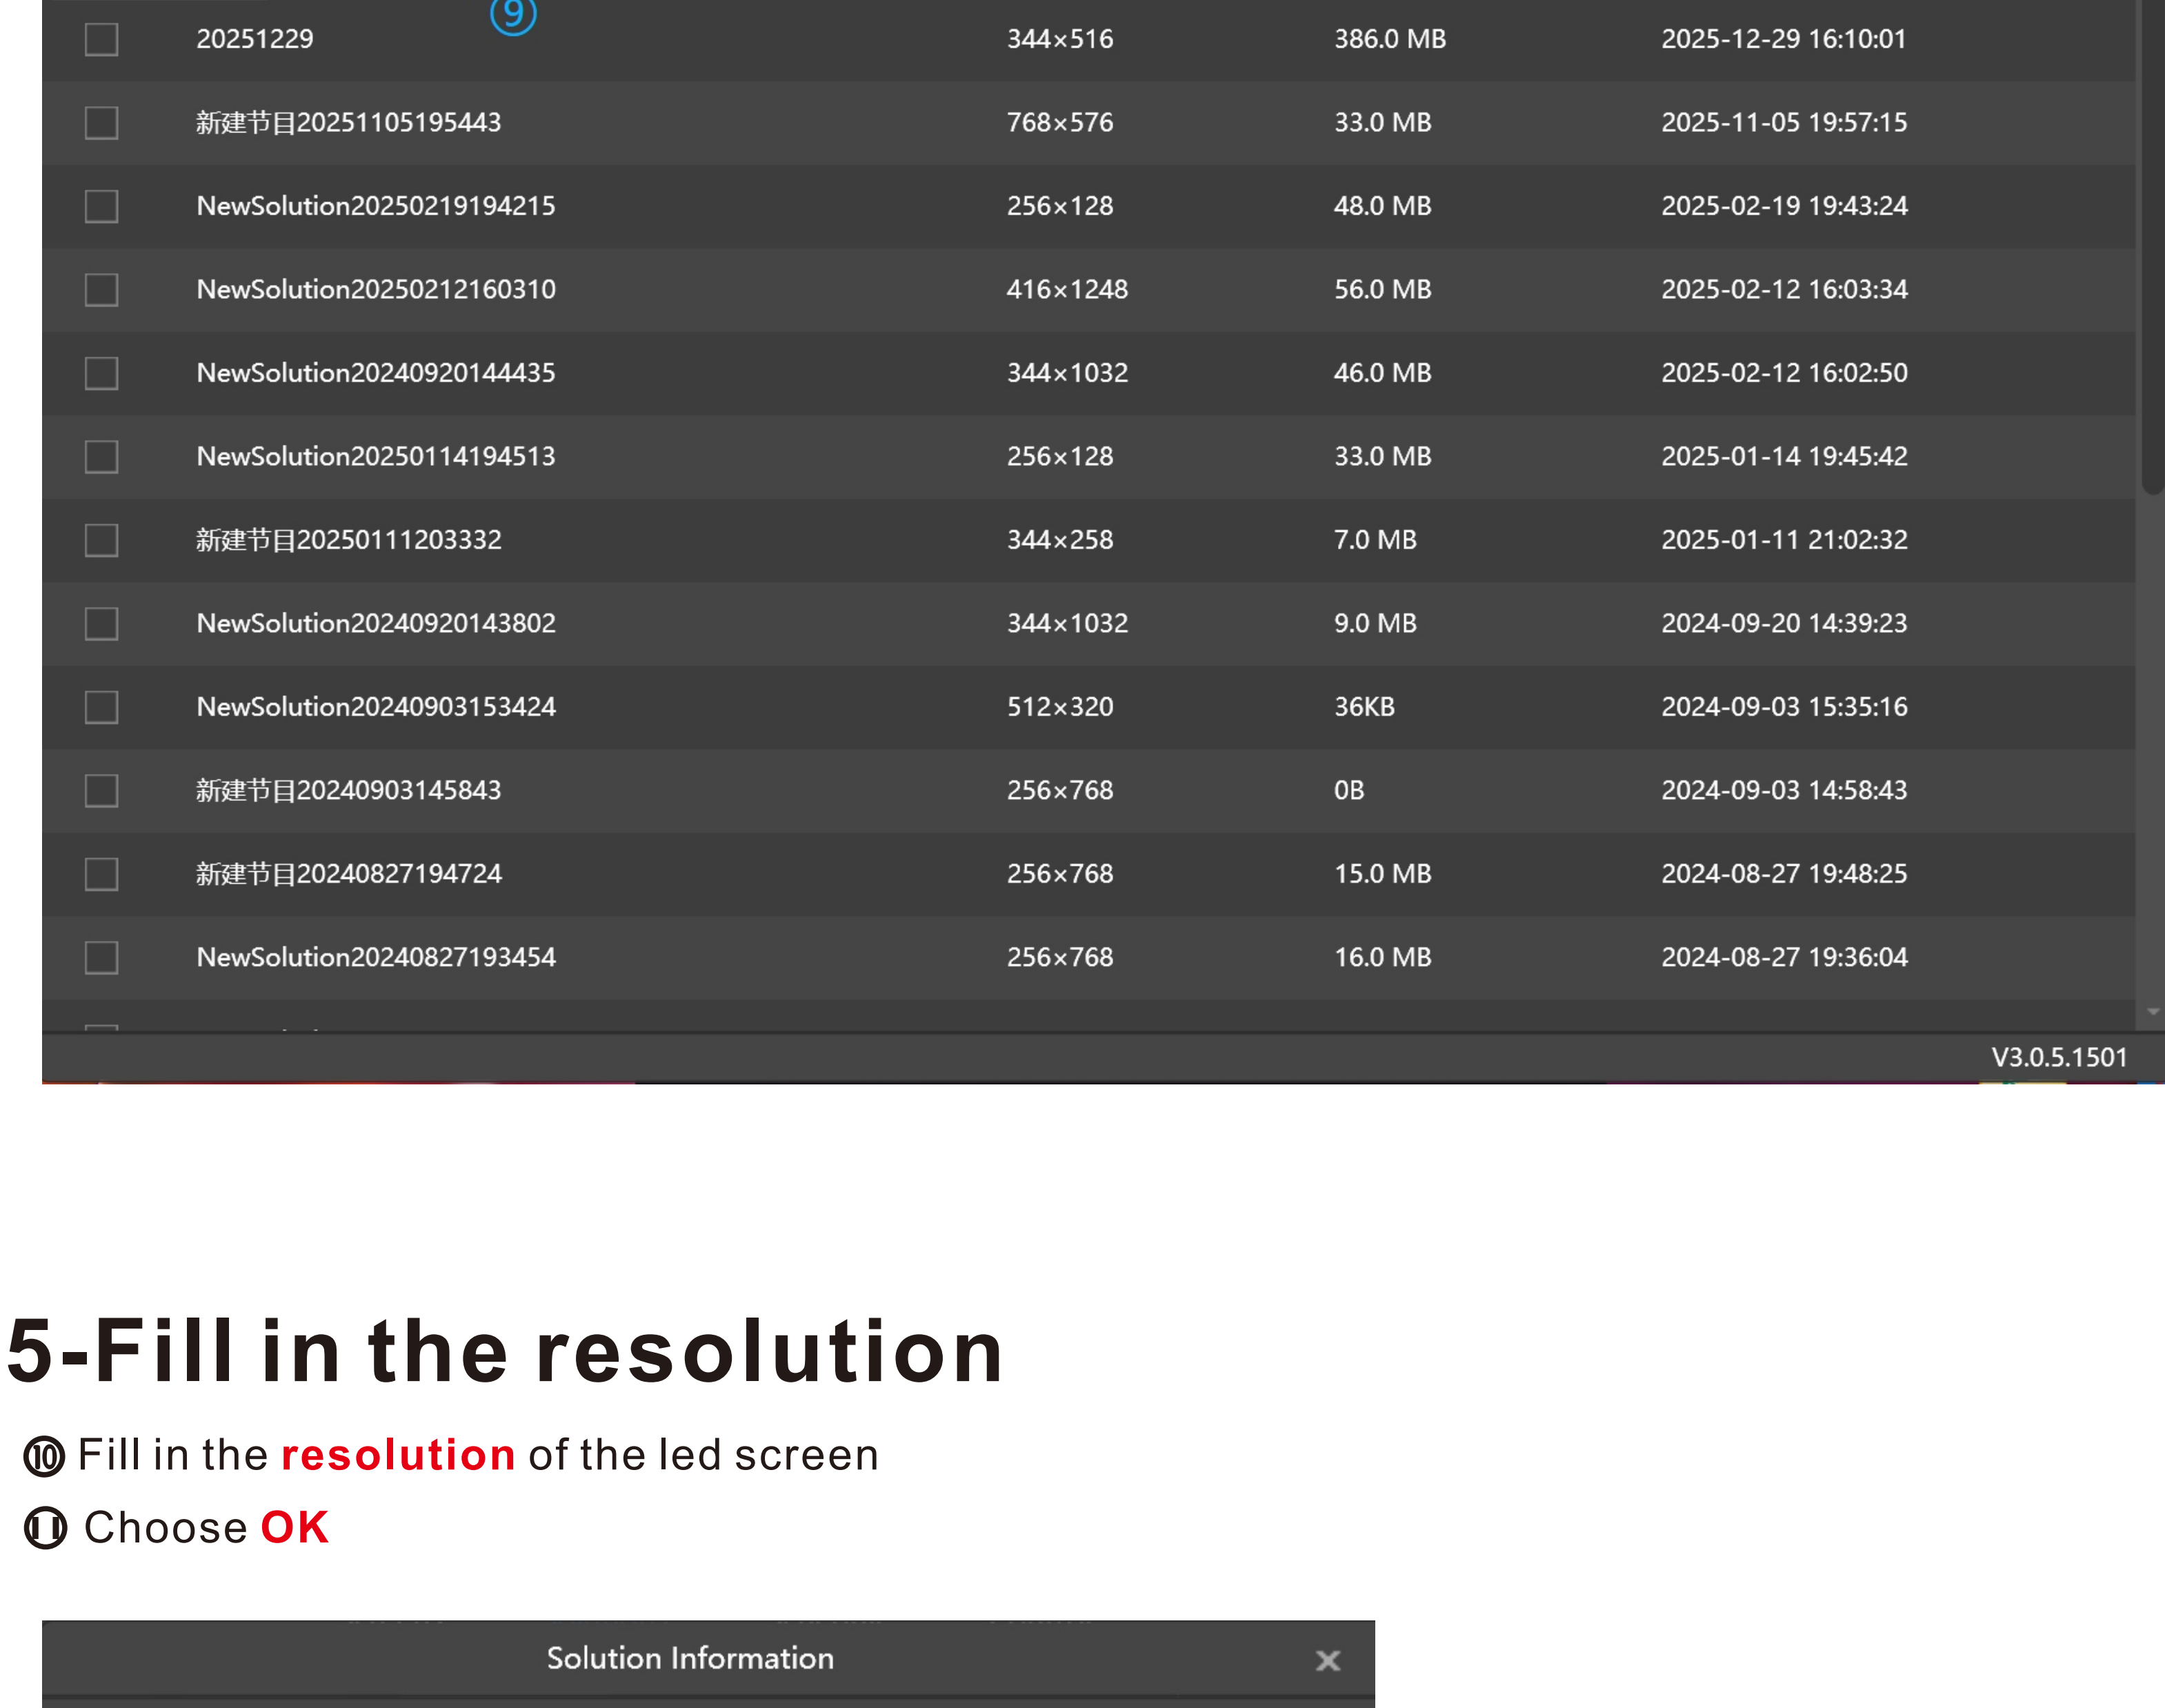 ⑨
20251229 344×516 386.0 MB 2025-12-29 16:10:01
新建节目20251105195443 768×576 33.0 MB 2025-11-05 19:57:15
NewSolution20250219194215 256×128 48.0 MB 2025-02-19 19:43:24
NewSolution20250212160310 416×1248 56.0 MB 2025-02-12 16:03:34
NewSolution20240920144435 344×1032 46.0 MB 2025-02-12 16:02:50
NewSolution20250114194513 256×128 33.0 MB 2025-01-14 19:45:42
新建节目20250111203332 344×258 7.0 MB 2025-01-11 21:02:32
NewSolution20240920143802 344×1032 9.0 MB 2024-09-20 14:39:23
NewSolution20240903153424 512×320 36KB 2024-09-03 15:35:16
新建节目20240903145843 256×768 0B 2024-09-03 14:58:43
新建节目20240827194724 256×768 15.0 MB 2024-08-27 19:48:25
NewSolution20240827193454 256×768 16.0 MB 2024-08-27 19:36:04
V3.0.5.1501
5-Fill in the resolution
⑩ Fill in the resolution of the led screen
⑪ Choose OK
Solution Information